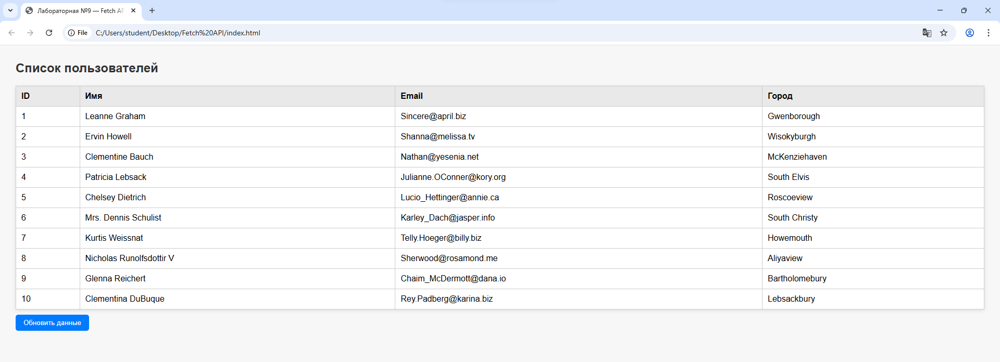 Лабораторная №9 — Fetch AP
File C:/Users/student/Desktop/Fetch%20API/index.html
Список пользователей
ID Имя Email Город
1 Leanne Graham Sincere@april.biz Gwenborough
2 Ervin Howell Shanna@melissa.tv Wisokyburgh
3 Clementine Bauch Nathan@yesenia.net McKenziehaven
4 Patricia Lebsack Julianne.OConner@kory.org South Elvis
5 Chelsey Dietrich Lucio_Hettinger@annie.ca Roscoeview
6 Mrs. Dennis Schulist Karley_Dach@jasper.info South Christy
7 Kurtis Weissnat Telly.Hoeger@billy.biz Howemouth
8 Nicholas Runolfsdottir V Sherwood@rosamond.me Aliyaview
9 Glenna Reichert Chaim_McDermott@dana.io Bartholomebury
10 Clementina DuBuque Rey.Padberg@karina.biz Lebsackbury
Обновить данные